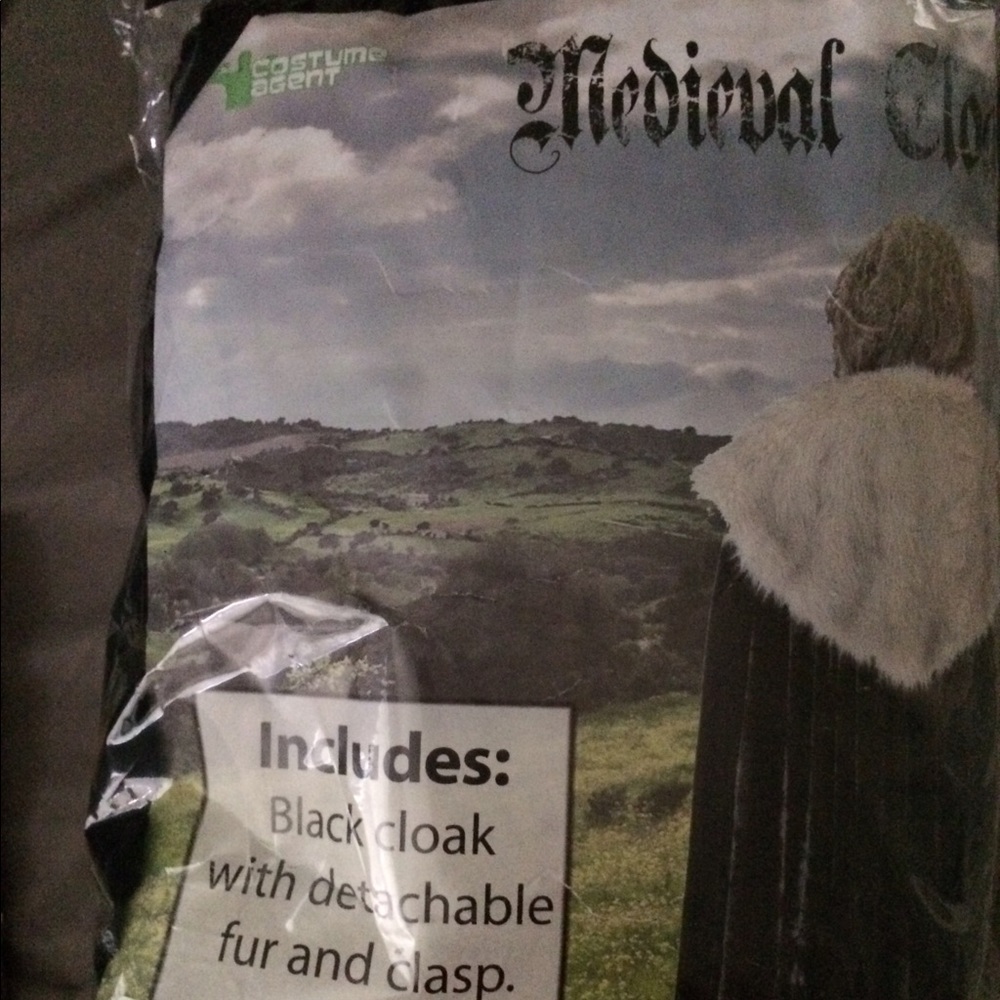 COSTUME
AGENT
Medieval
Includes:
Black cloak
with detachable
fur and clasp.